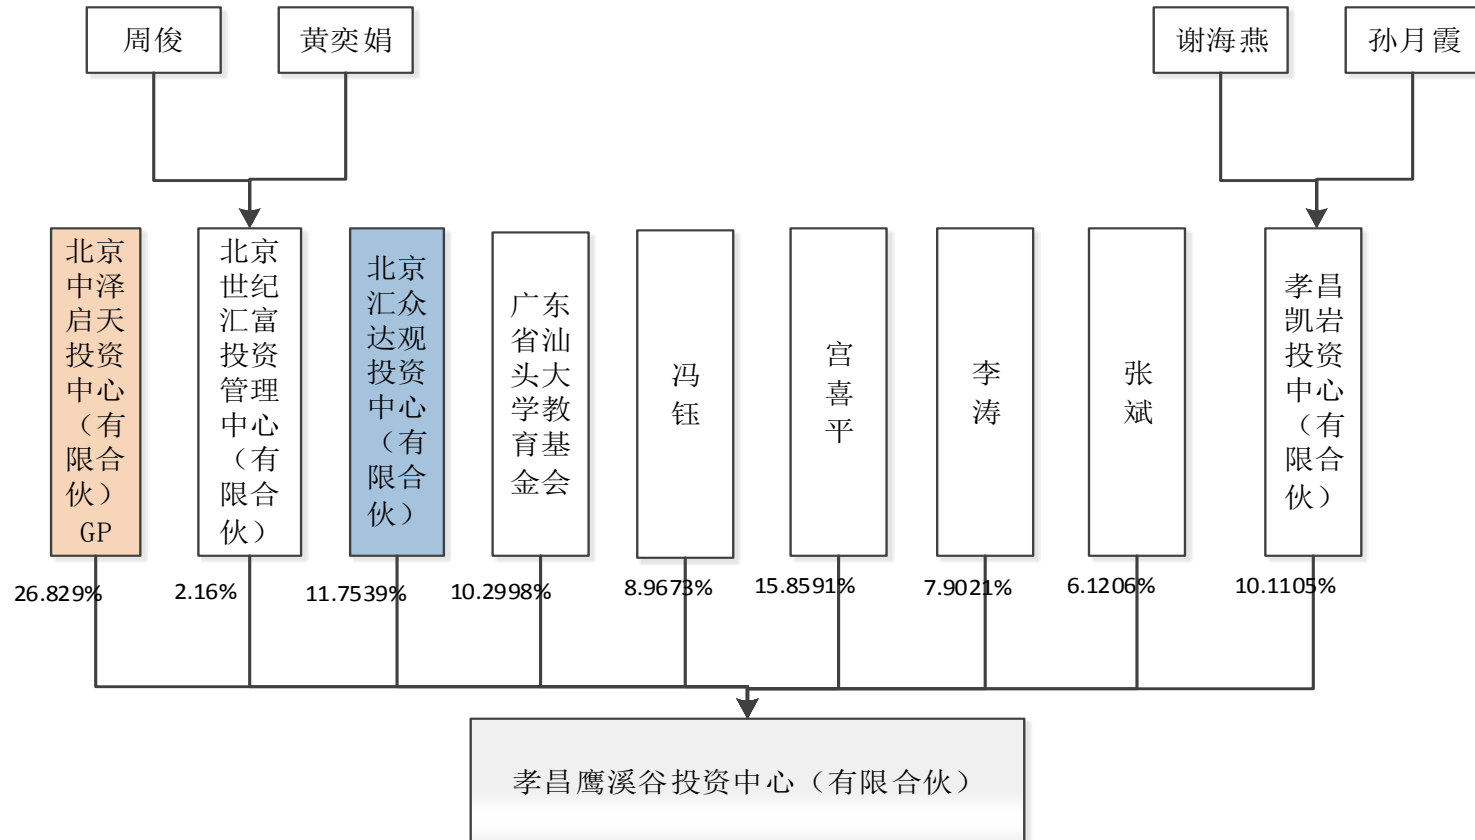 周俊
黄奕娟
谢海燕
孙月霞
北京
中泽
启天
投资
中心
（有
限合
伙）
GP
北京
世纪
汇富
投资
管理
中心
（有
限合
伙）
北京
汇众
达观
投资
中心
（有
限合
伙）
广东
省汕
头大
学教
育基
金会
冯
钰
宫
喜
平
李
涛
张
斌
孝昌
凯岩
投资
中心
（有
限合
伙）
26.829%
2.16%
11.7539%
10.2998%
8.9673%
15.8591%
7.9021%
6.1206%
10.1105%
孝昌鹰溪谷投资中心（有限合伙）